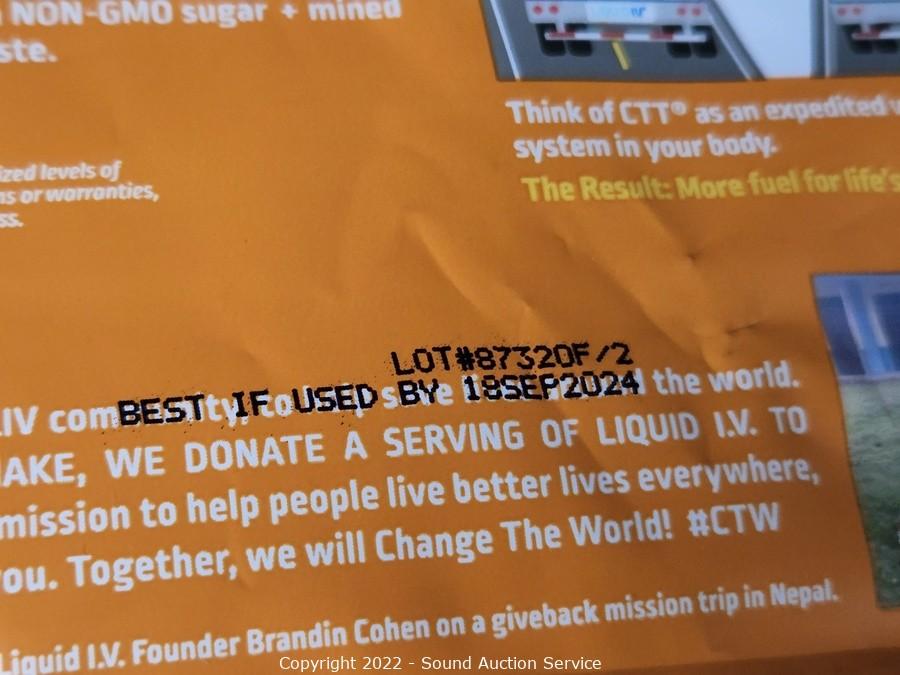 NON-GMO sugar + mined
ste.
ized levels of
ns or warranties,
ss.
LIQUID I.V.
Think of CTT® as an expedited
system in your body.
The Result: More fuel for life's
LOT#87320F/2
BEST IF USED BY 18SEP2024
LIV the world.
AKE, WE DONATE A SERVING OF LIQUID I.V. TO
mission to help people live better lives everywhere,
ou. Together, we will Change The World! #CTW
Liquid I.V. Founder Brandin Cohen on a giveback mission trip in Nepal.
Copyright 2022 - Sound Auction Service